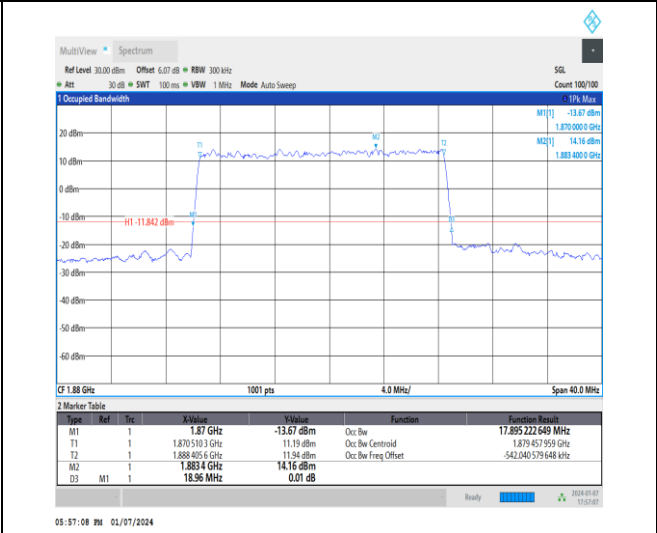 MultiView Spectrum
Ref Level 30.00 dBm Offset 6.07 dB RBW 300 kHz SGL
Att 30 dB SWT 100 ms VBW 1 MHz Mode Auto Sweep Count 100/100
1 Occupied Bandwidth 1Pk Max
M1[1] -13.67 dBm
1.870 000 0 GHz
M2[1] 14.16 dBm
1.883 400 0 GHz
20 dBm
M2
T1 T2
10 dBm
0 dBm
-10 dBm
M1
H1 -11.842 dBm
D3
-20 dBm
-30 dBm
-40 dBm
-50 dBm
-60 dBm
CF 1.88 GHz 1001 pts 4.0 MHz/ Span 40.0 MHz
2 Marker Table
Type Ref Trc X-Value Y-Value Function Function Result
M1 1 1.87 GHz -13.67 dBm Occ Bw 17.895 222 649 MHz
T1 1 1.870 510 3 GHz 11.19 dBm Occ Bw Centroid 1.879 457 959 GHz
T2 1 1.888 405 6 GHz 11.94 dBm Occ Bw Freq Offset -542.040 579 648 kHz
M2 1 1.883 4 GHz 14.16 dBm
D3 M1 1 18.96 MHz 0.01 dB
Ready 2024-01-07
17:57:07
05:57:08 PM 01/07/2024